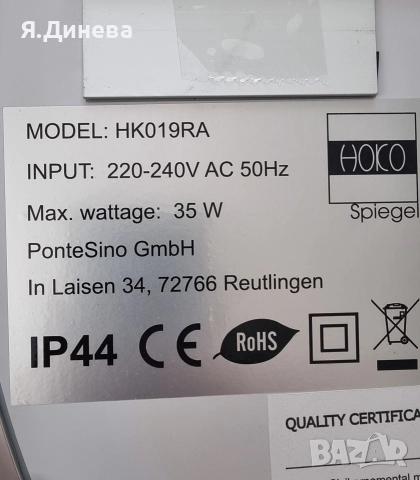 Я.Динева
MODEL: HK019RA
HOKO
INPUT: 220-240V AC 50Hz
Max. wattage: 35 W
Spiegel
PonteSino GmbH
In Laisen 34, 72766 Reutlingen
IP44 CE RoHS
QUALITY CERTIFICA
BAZAR